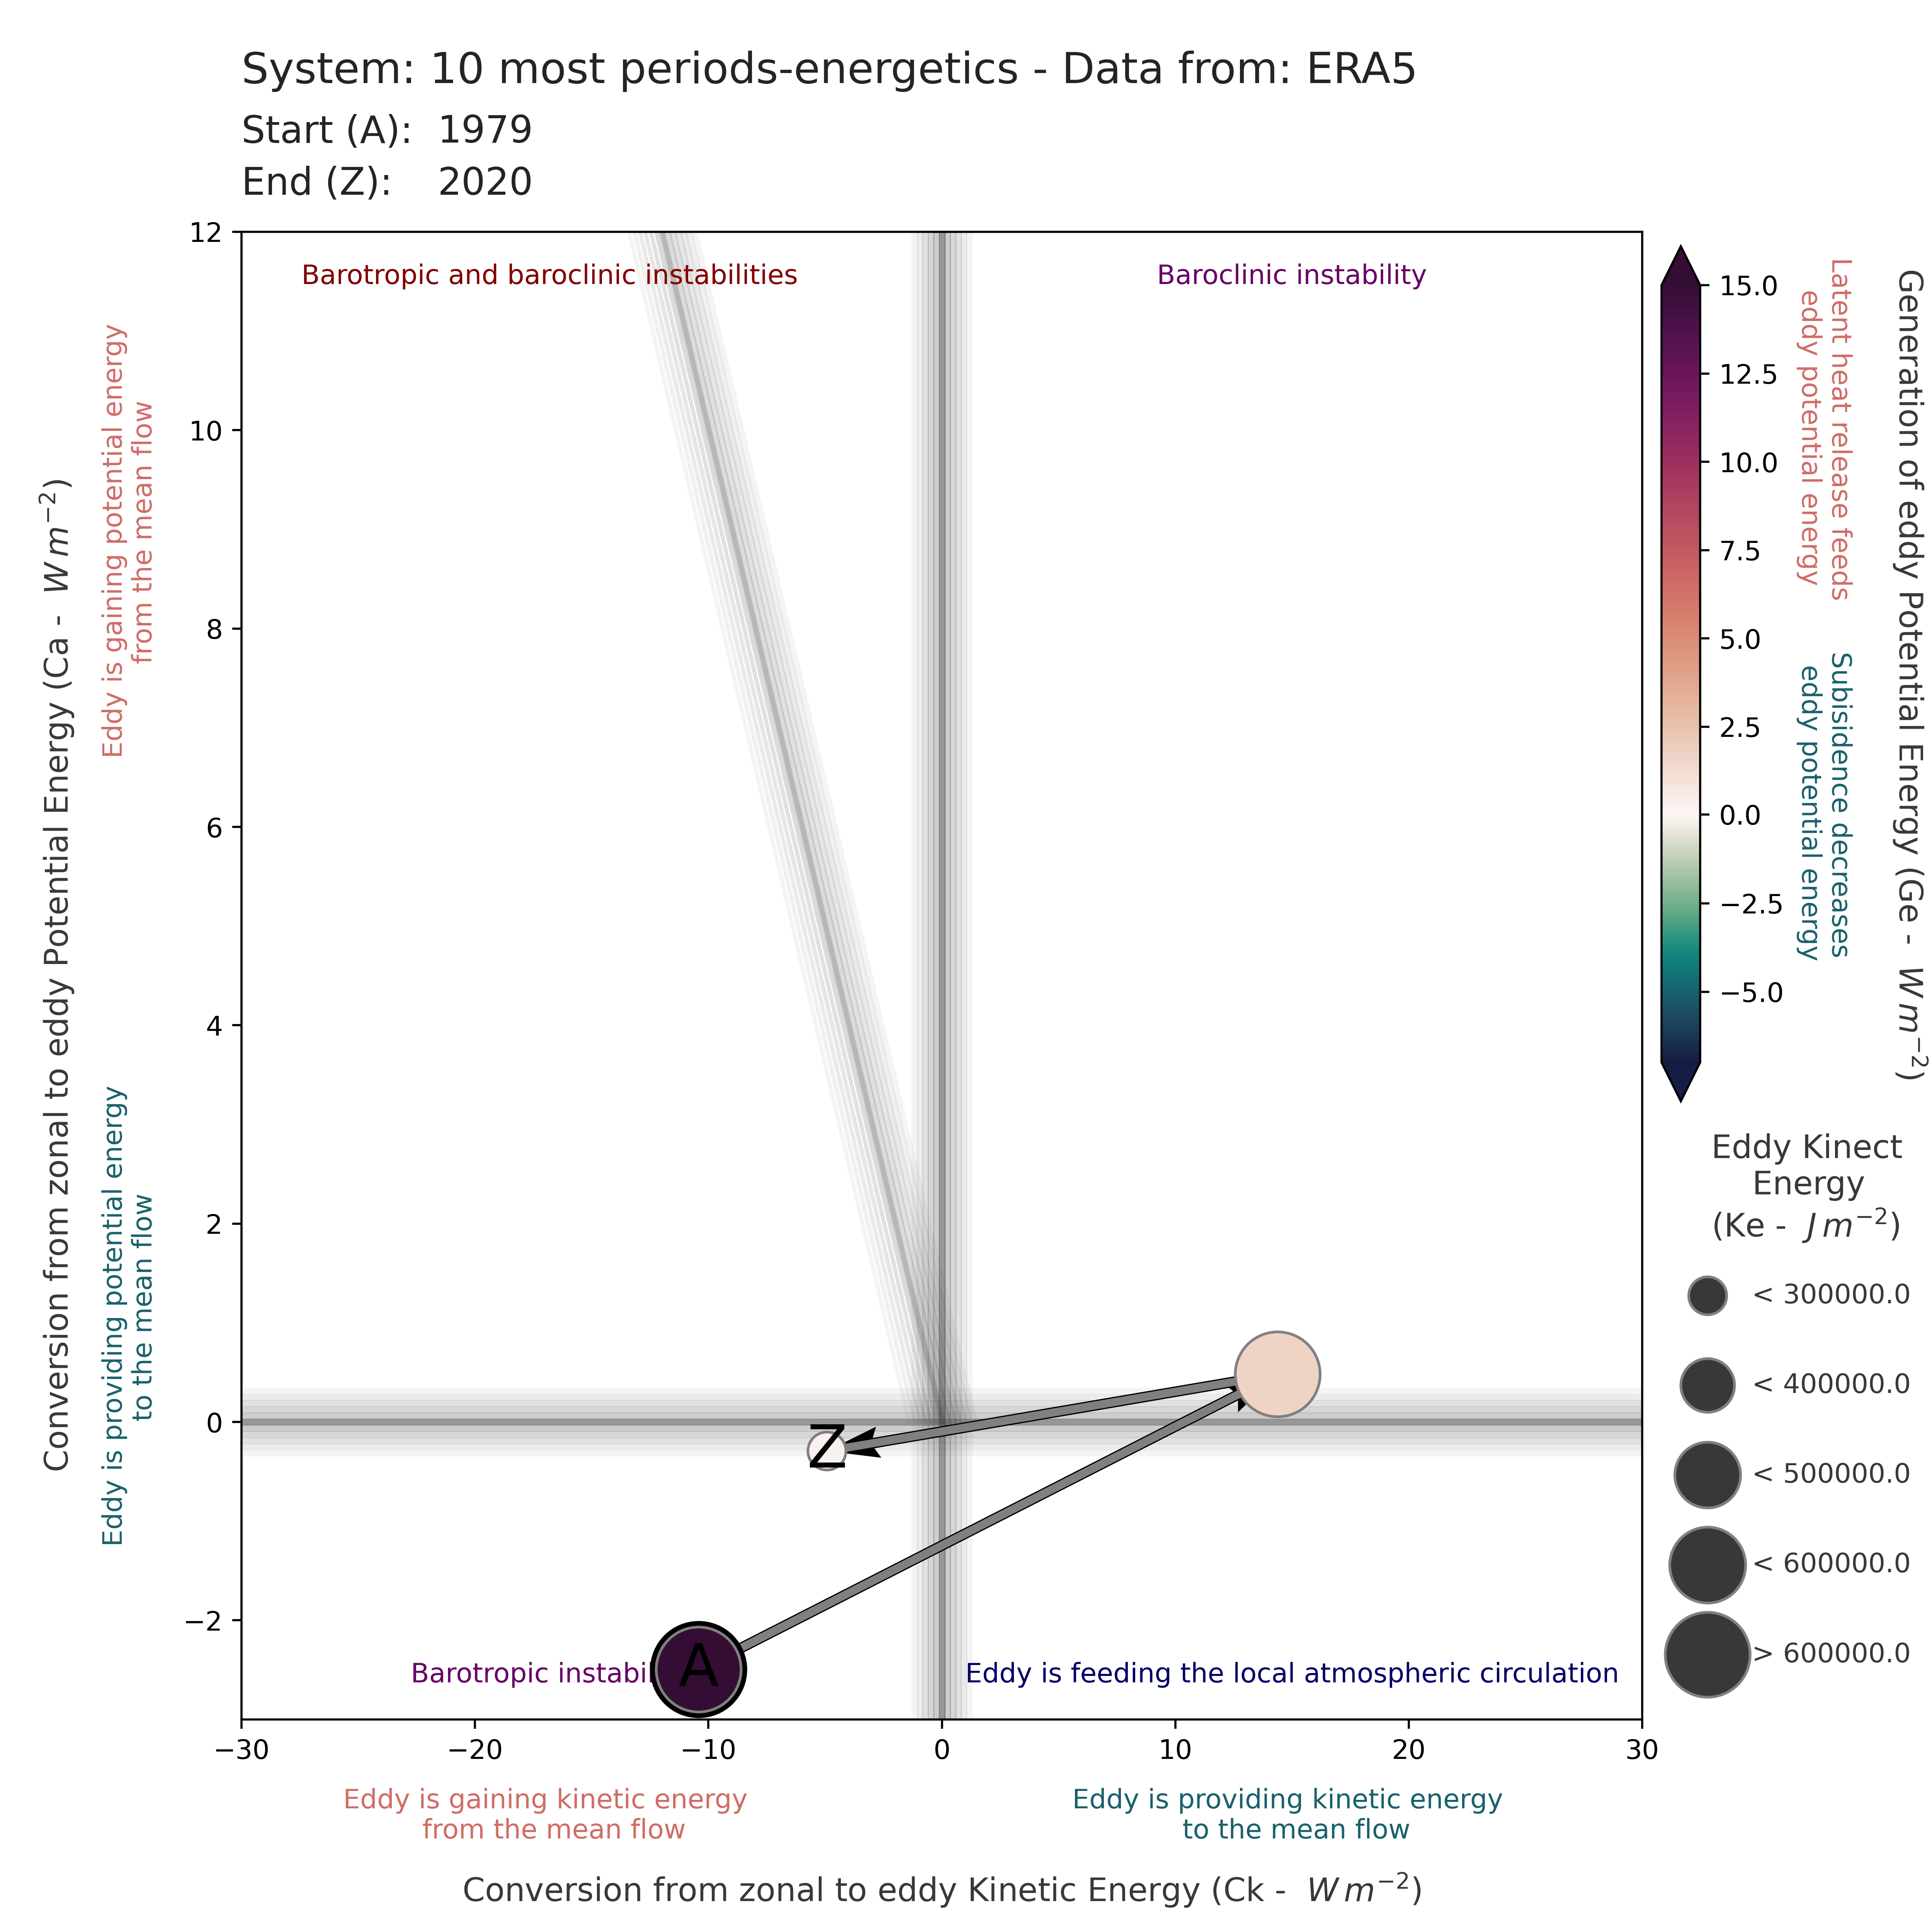 System: 10 most periods-energetics - Data from: ERA5
Start (A): 1979
End (Z): 2020
Barotropic and baroclinic instabilities
Baroclinic instability
Barotropic instabil
A
Z
Eddy is feeding the local atmospheric circulation
12
10
8
6
4
2
0
−2
Conversion from zonal to eddy Potential Energy (Ca - W m⁻²)
Eddy is gaining potential energy
from the mean flow
Eddy is providing potential energy
to the mean flow
−30
−20
−10
0
10
20
30
Eddy is gaining kinetic energy
from the mean flow
Eddy is providing kinetic energy
to the mean flow
Conversion from zonal to eddy Kinetic Energy (Ck - W m⁻²)
15.0
12.5
10.0
7.5
5.0
2.5
0.0
−2.5
−5.0
Latent heat release feeds
eddy potential energy
Subisidence decreases
eddy potential energy
Generation of eddy Potential Energy (Ge - W m⁻²)
Eddy Kinect
Energy
(Ke - J m⁻²)
< 300000.0
< 400000.0
< 500000.0
< 600000.0
> 600000.0